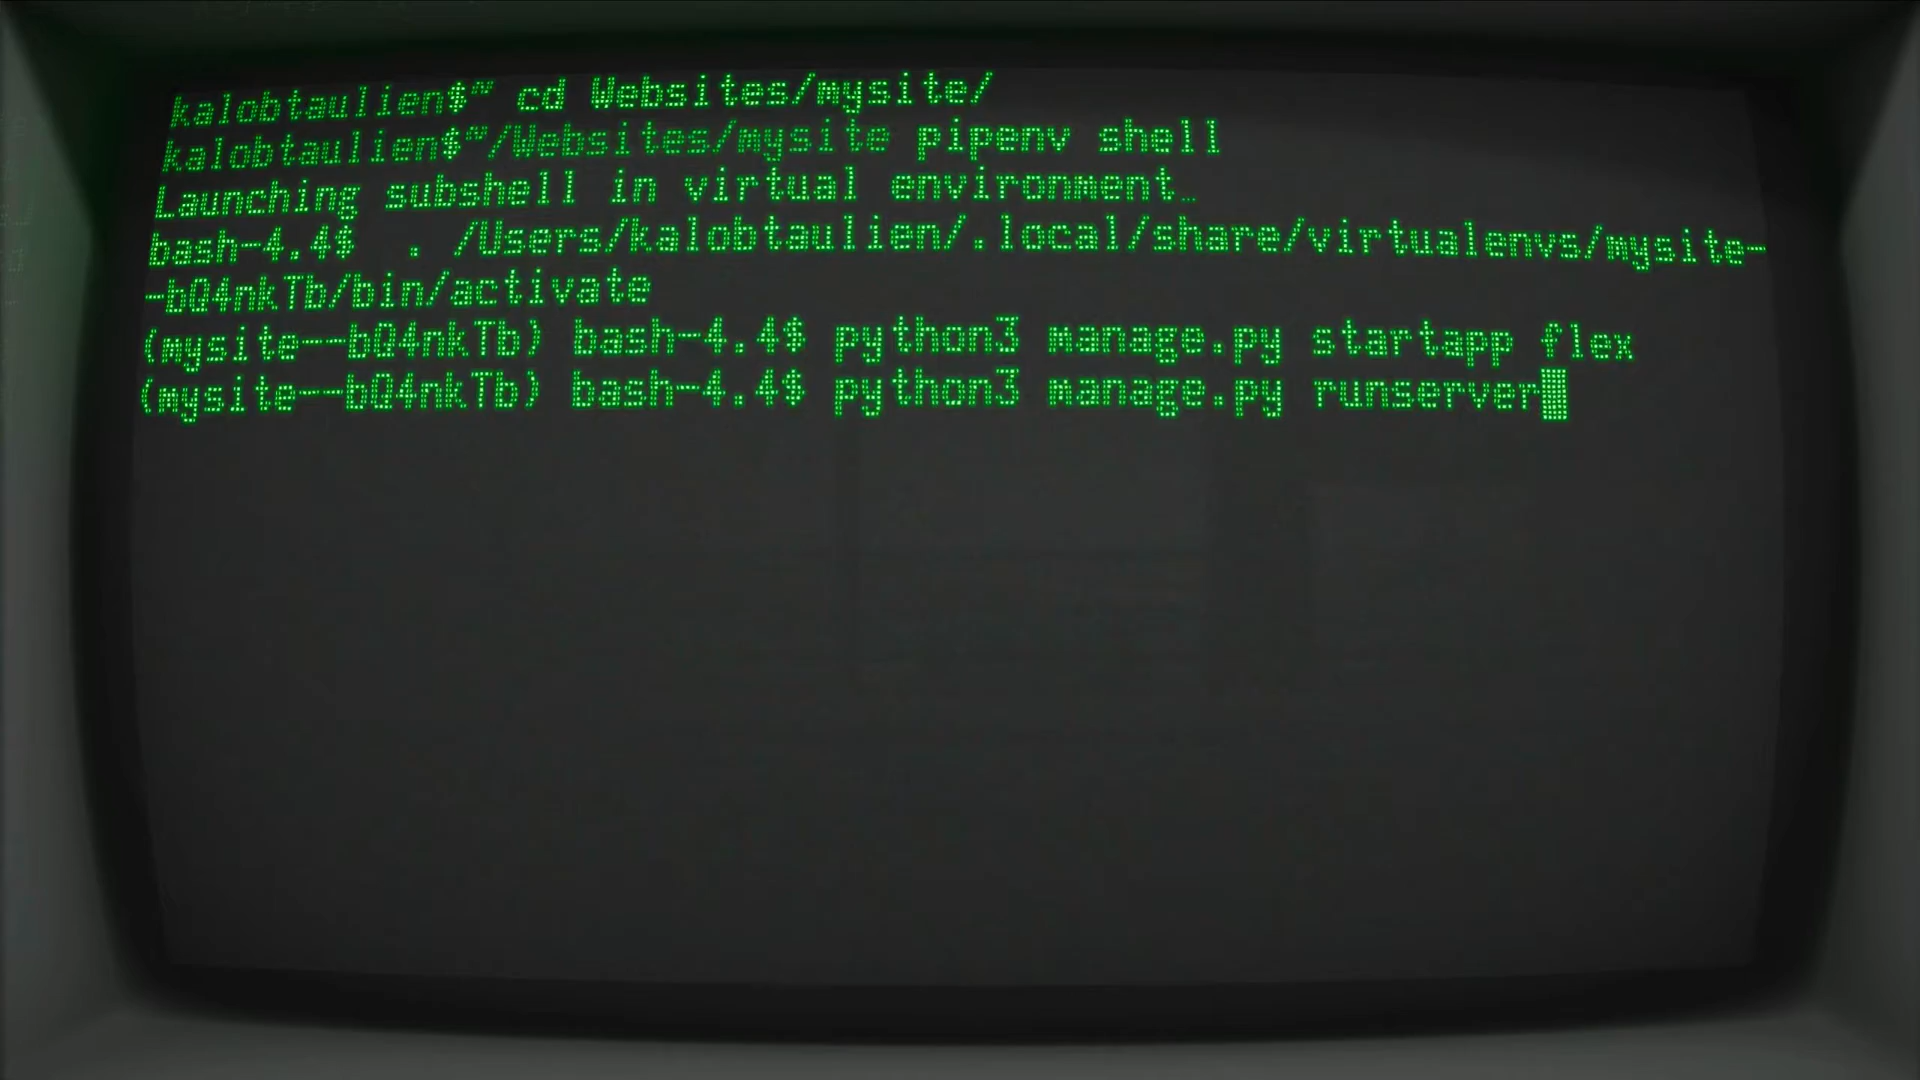 kalobtaulien$~ cd Websites/mysite/
kalobtaulien$~/Websites/mysite pipenv shell
Launching subshell in virtual environment…
bash-4.4$  . /Users/kalobtaulien/.local/share/virtualenvs/mysite-
-bQ4nkTb/bin/activate
(mysite--bQ4nkTb) bash-4.4$ python3 manage.py startapp flex
(mysite--bQ4nkTb) bash-4.4$ python3 manage.py runserver